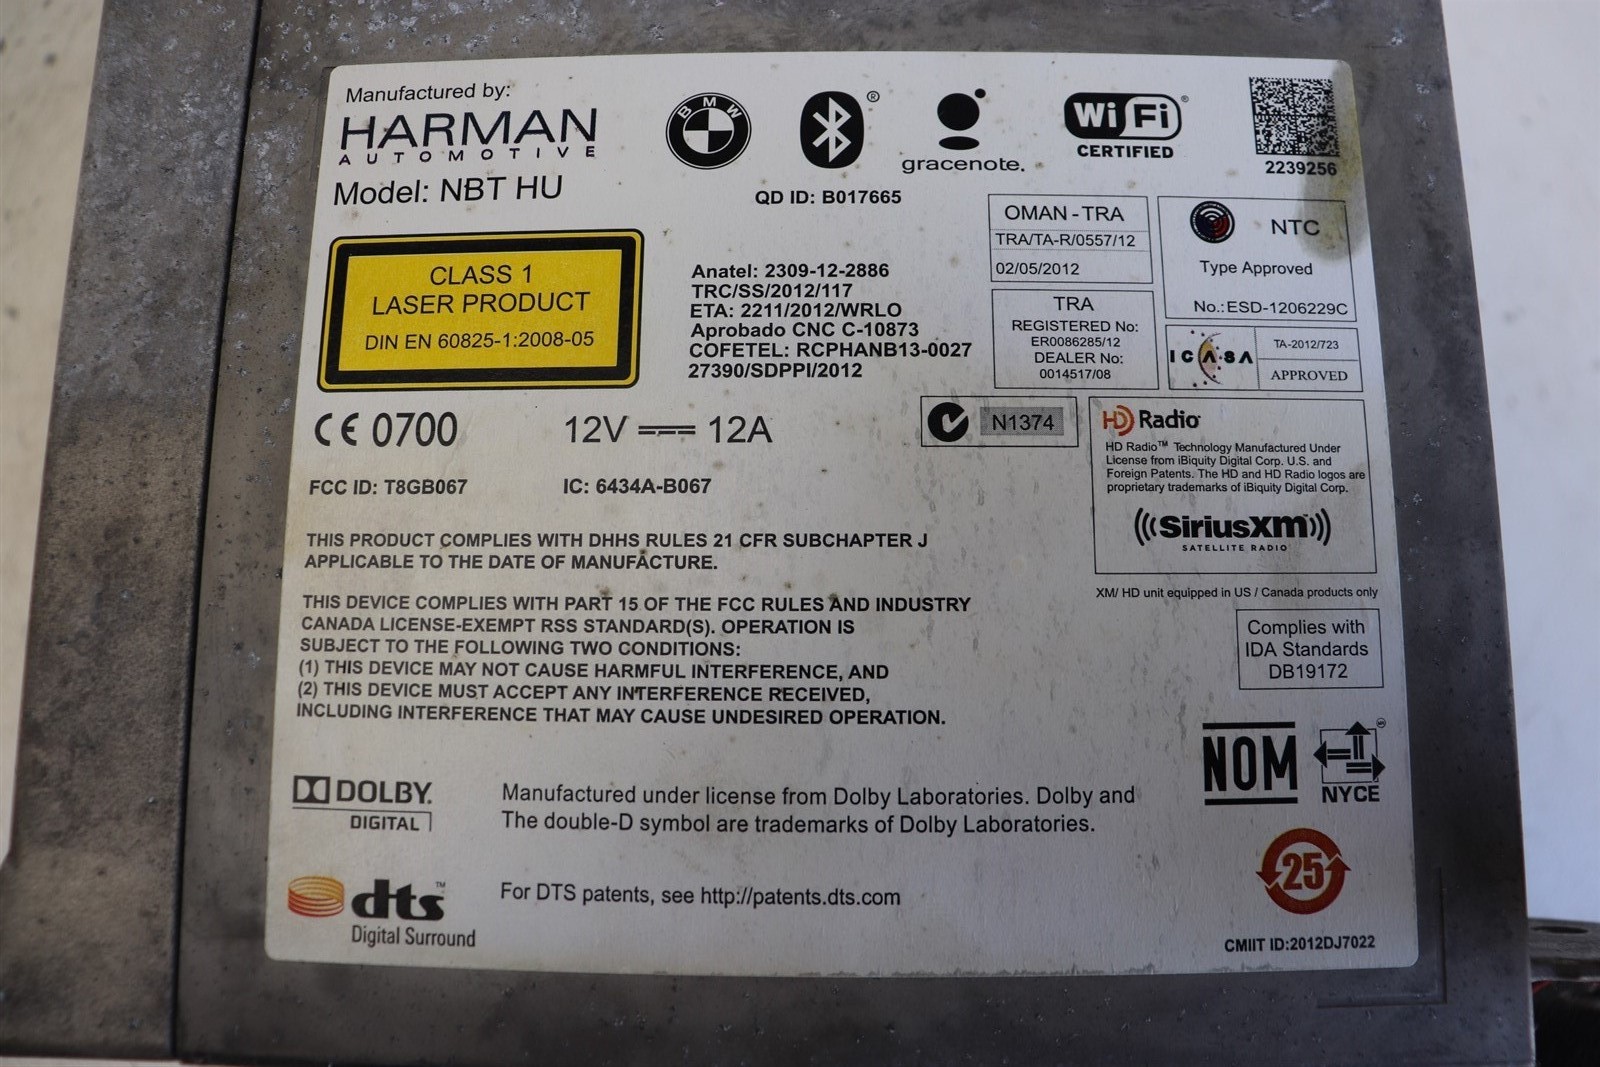 Manufactured by:
HARMAN
AUTOMOTIVE
Model: NBT HU
BMW
®
QD ID: B017665
gracenote.
Wi Fi ®
CERTIFIED
2239256
CLASS 1
LASER PRODUCT
DIN EN 60825-1:2008-05
Anatel: 2309-12-2886
TRC/SS/2012/117
ETA: 2211/2012/WRLO
Aprobado CNC C-10873
COFETEL: RCPHANB13-0027
27390/SDPPI/2012
OMAN - TRA
TRA/TA-R/0557/12
02/05/2012
TRA
REGISTERED No:
ER0086285/12
DEALER No:
0014517/08
NTC
Type Approved
No.: ESD-1206229C
ICASA
TA-2012/723
APPROVED
CE 0700
12V 12A
N1374
FCC ID: T8GB067
IC: 6434A-B067
HD Radio
HD Radio™ Technology Manufactured Under
License from iBiquity Digital Corp. U.S. and
Foreign Patents. The HD and HD Radio logos are
proprietary trademarks of iBiquity Digital Corp.
SiriusXM
SATELLITE RADIO
XM/ HD unit equipped in US / Canada products only
THIS PRODUCT COMPLIES WITH DHHS RULES 21 CFR SUBCHAPTER J
APPLICABLE TO THE DATE OF MANUFACTURE.
THIS DEVICE COMPLIES WITH PART 15 OF THE FCC RULES AND INDUSTRY
CANADA LICENSE-EXEMPT RSS STANDARD(S). OPERATION IS
SUBJECT TO THE FOLLOWING TWO CONDITIONS:
(1) THIS DEVICE MAY NOT CAUSE HARMFUL INTERFERENCE, AND
(2) THIS DEVICE MUST ACCEPT ANY INTERFERENCE RECEIVED,
INCLUDING INTERFERENCE THAT MAY CAUSE UNDESIRED OPERATION.
Complies with
IDA Standards
DB19172
NOM
NYCE
DOLBY.
DIGITAL
Manufactured under license from Dolby Laboratories. Dolby and
The double-D symbol are trademarks of Dolby Laboratories.
25
dts™
Digital Surround
For DTS patents, see http://patents.dts.com
CMIIT ID:2012DJ7022